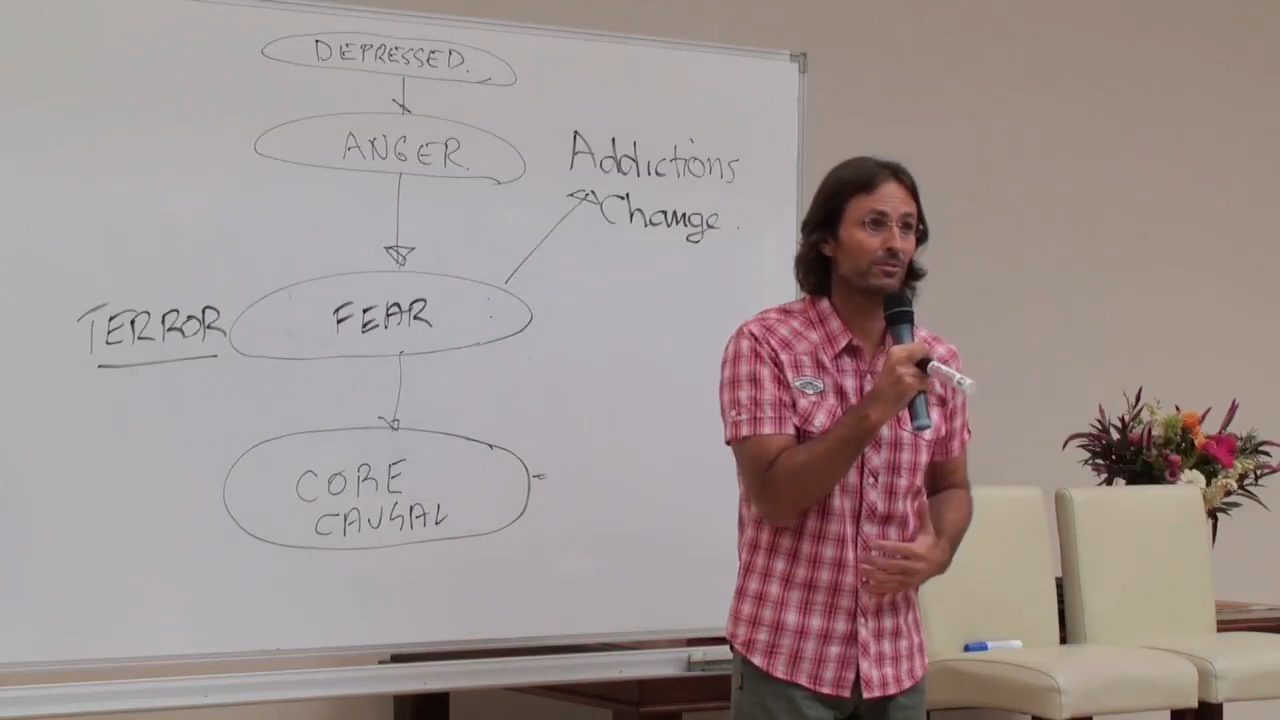 DEPRESSED.
ANGER
Addictions
Change.
TERROR
FEAR
CORE
CAUSAL